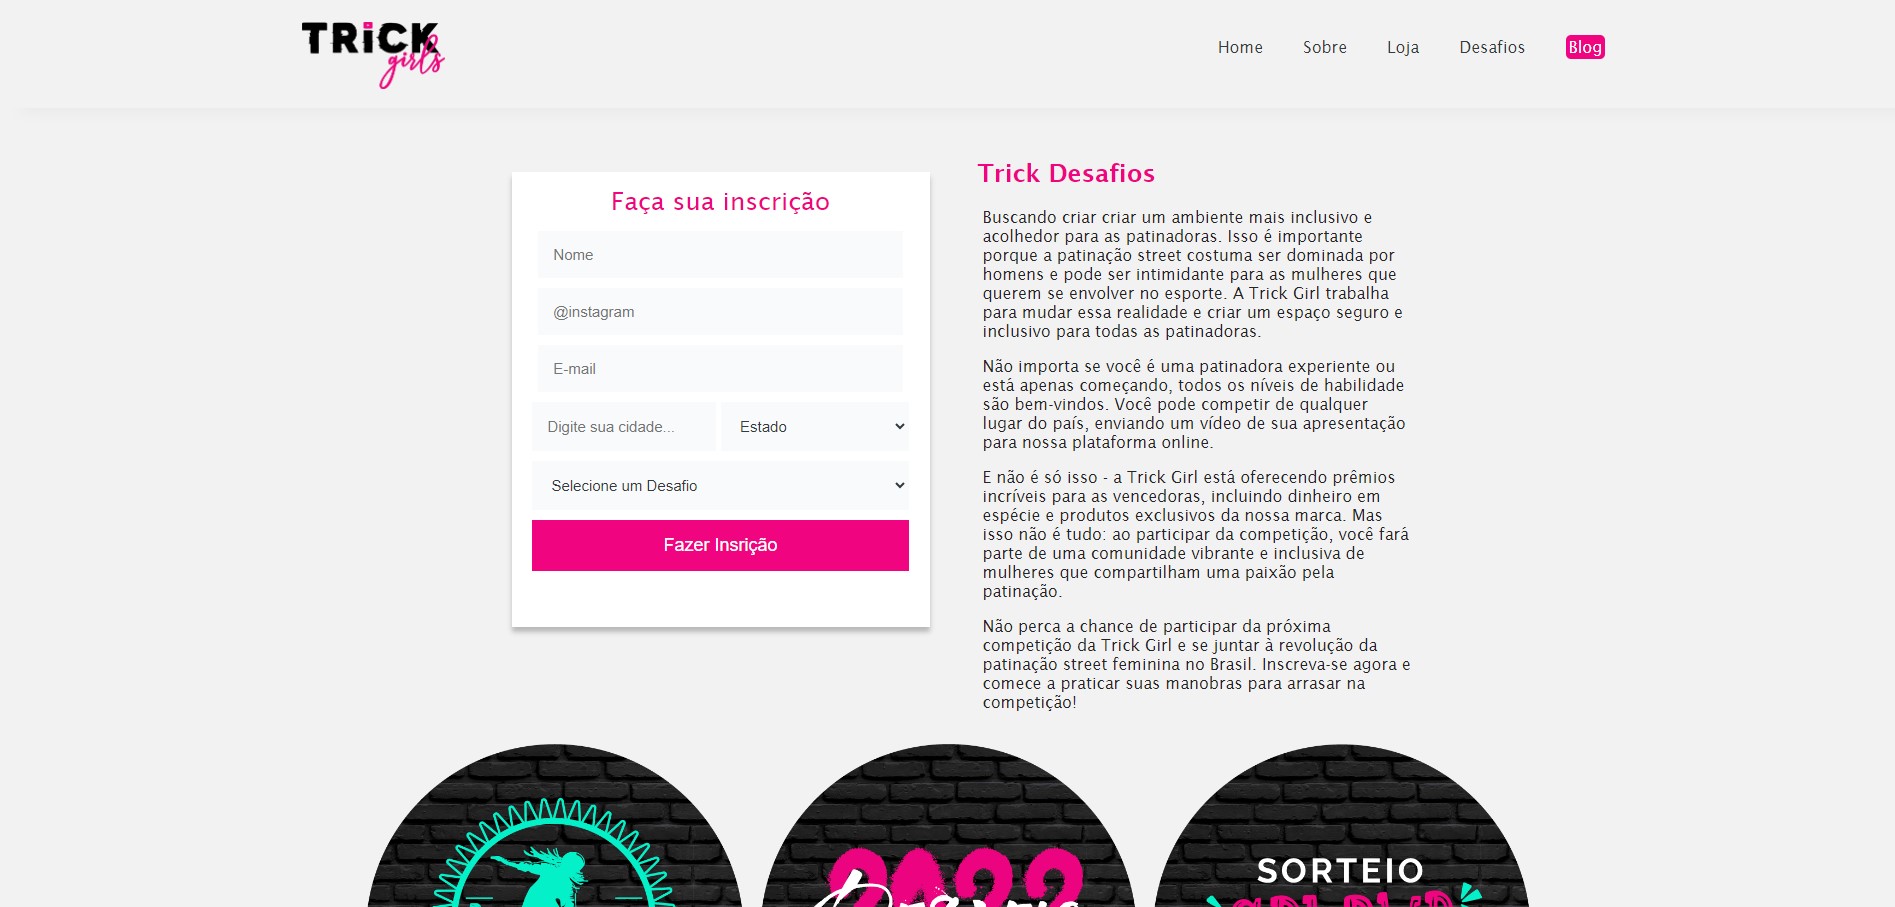 TRiCK
girls
Home Sobre Loja Desafios Blog
Faça sua inscrição
Nome
@instagram
E-mail
Digite sua cidade... Estado
Selecione um Desafio
Fazer Insrição
Trick Desafios
Buscando criar criar um ambiente mais inclusivo e
acolhedor para as patinadoras. Isso é importante
porque a patinação street costuma ser dominada por
homens e pode ser intimidante para as mulheres que
querem se envolver no esporte. A Trick Girl trabalha
para mudar essa realidade e criar um espaço seguro e
inclusivo para todas as patinadoras.
Não importa se você é uma patinadora experiente ou
está apenas começando, todos os níveis de habilidade
são bem-vindos. Você pode competir de qualquer
lugar do país, enviando um vídeo de sua apresentação
para nossa plataforma online.
E não é só isso - a Trick Girl está oferecendo prêmios
incríveis para as vencedoras, incluindo dinheiro em
espécie e produtos exclusivos da nossa marca. Mas
isso não é tudo: ao participar da competição, você fará
parte de uma comunidade vibrante e inclusiva de
mulheres que compartilham uma paixão pela
patinação.
Não perca a chance de participar da próxima
competição da Trick Girl e se juntar à revolução da
patinação street feminina no Brasil. Inscreva-se agora e
comece a praticar suas manobras para arrasar na
competição!
2022
SORTEIO